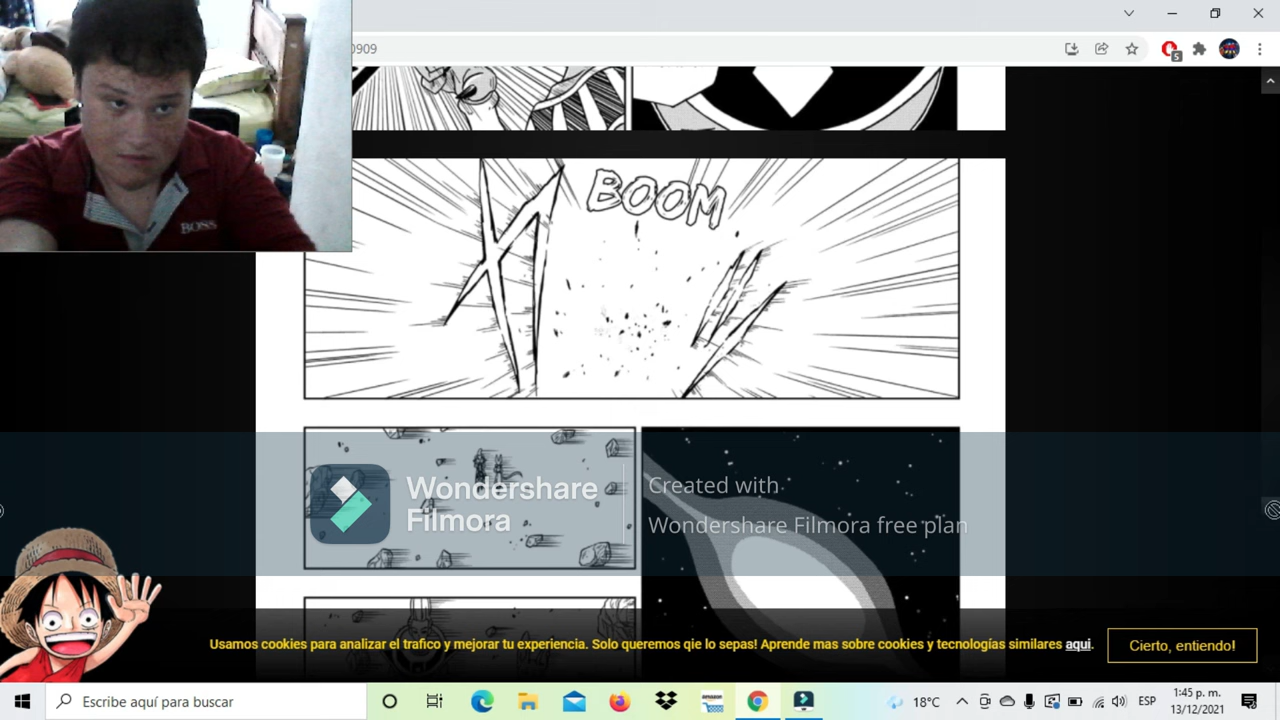 0909
5
BOOM
BOSS
Wondershare
Filmora
Created with
Wondershare Filmora free plan
Usamos cookies para analizar el trafico y mejorar tu experiencia. Solo queremos qie lo sepas! Aprende mas sobre cookies y tecnologías similares aqui.
Cierto, entiendo!
Escribe aquí para buscar
18°C
ESP
1:45 p. m.
13/12/2021